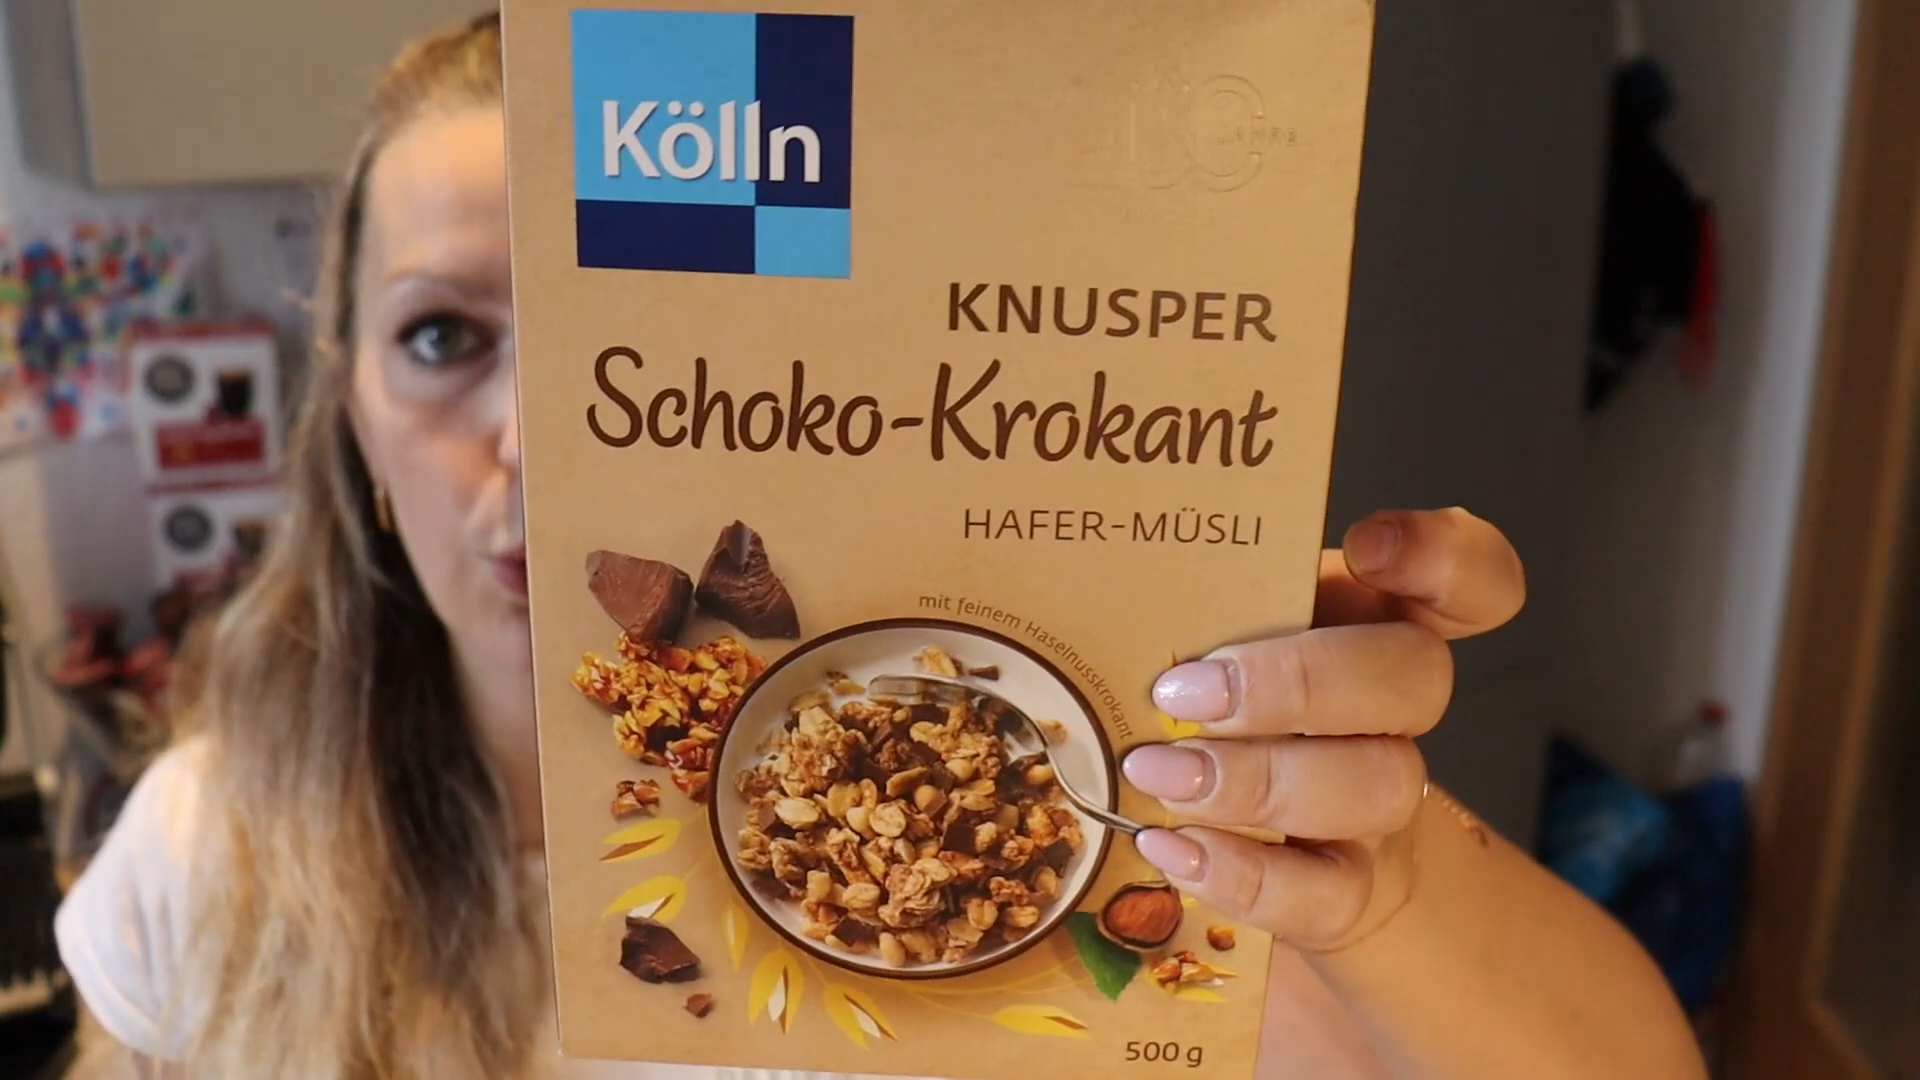 Kölln
KNUSPER
Schoko-Krokant
HAFER-MÜSLI
mit feinem Haselnusskrokant
500 g